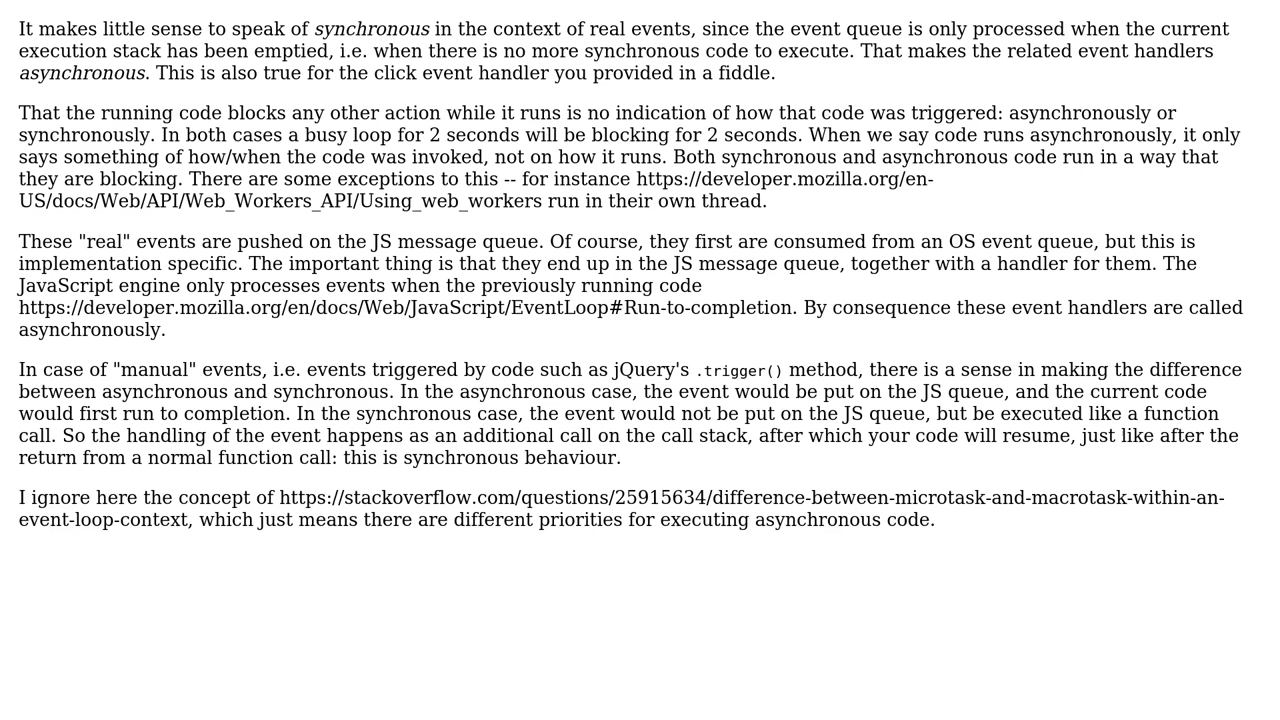 It makes little sense to speak of synchronous in the context of real events, since the event queue is only processed when the current
execution stack has been emptied, i.e. when there is no more synchronous code to execute. That makes the related event handlers
asynchronous. This is also true for the click event handler you provided in a fiddle.
That the running code blocks any other action while it runs is no indication of how that code was triggered: asynchronously or
synchronously. In both cases a busy loop for 2 seconds will be blocking for 2 seconds. When we say code runs asynchronously, it only
says something of how/when the code was invoked, not on how it runs. Both synchronous and asynchronous code run in a way that
they are blocking. There are some exceptions to this -- for instance https://developer.mozilla.org/en-
US/docs/Web/API/Web_Workers_API/Using_web_workers run in their own thread.
These "real" events are pushed on the JS message queue. Of course, they first are consumed from an OS event queue, but this is
implementation specific. The important thing is that they end up in the JS message queue, together with a handler for them. The
JavaScript engine only processes events when the previously running code
https://developer.mozilla.org/en/docs/Web/JavaScript/EventLoop#Run-to-completion. By consequence these event handlers are called
asynchronously.
In case of "manual" events, i.e. events triggered by code such as jQuery's .trigger() method, there is a sense in making the difference
between asynchronous and synchronous. In the asynchronous case, the event would be put on the JS queue, and the current code
would first run to completion. In the synchronous case, the event would not be put on the JS queue, but be executed like a function
call. So the handling of the event happens as an additional call on the call stack, after which your code will resume, just like after the
return from a normal function call: this is synchronous behaviour.
I ignore here the concept of https://stackoverflow.com/questions/25915634/difference-between-microtask-and-macrotask-within-an-
event-loop-context, which just means there are different priorities for executing asynchronous code.